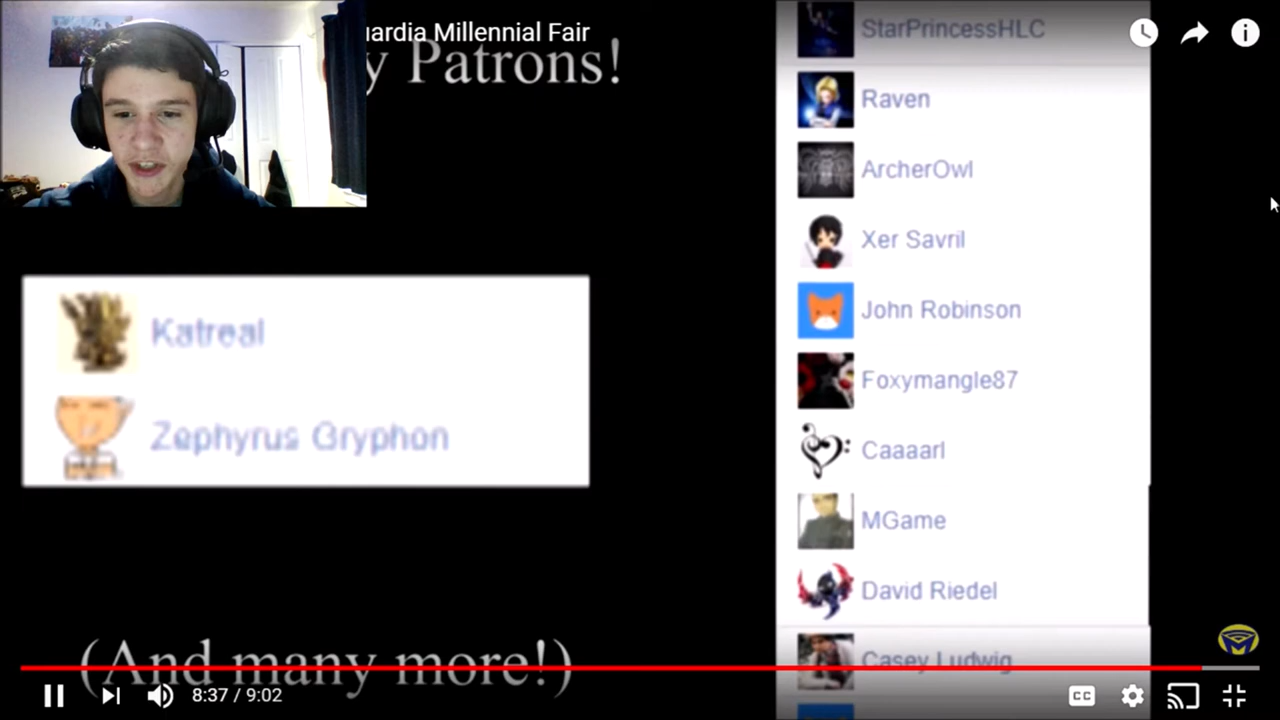 uardia Millennial Fair
y Patrons!
StarPrincessHLC
Raven
ArcherOwl
Xer Savril
John Robinson
Foxymangle87
Caaaarl
MGame
David Riedel
Casey Ludwig
Katreal
Zephyrus Gryphon
(And many more!)
8:37 / 9:02
CC